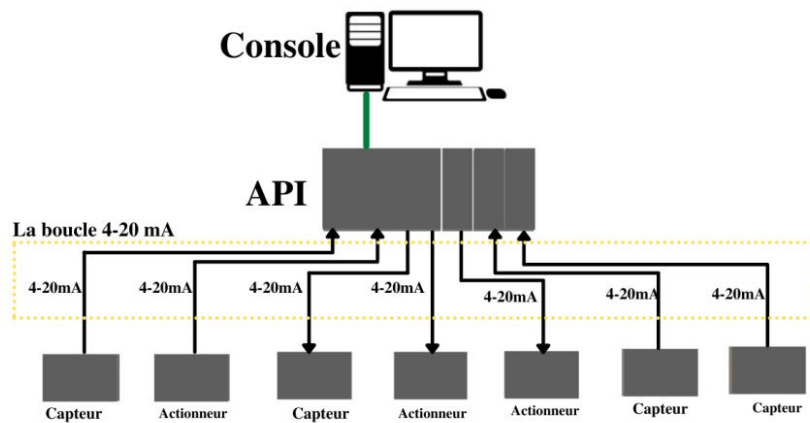 Console
API
La boucle 4-20 mA
4-20mA 4-20mA 4-20mA 4-20mA 4-20mA 4-20mA 4-20mA
Capteur Actionneur Capteur Actionneur Actionneur Capteur Capteur